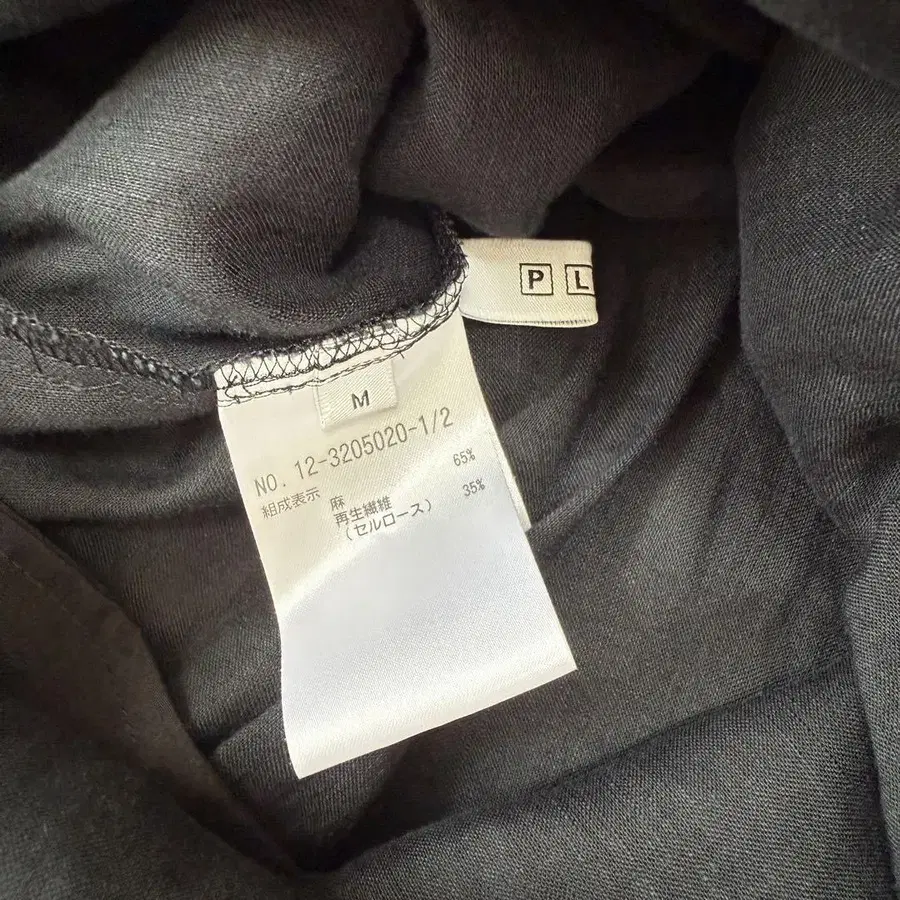 P L
M
NO. 12-3205020-1/2
組成表示 麻 65%
再生繊維 35%
(セルロース)